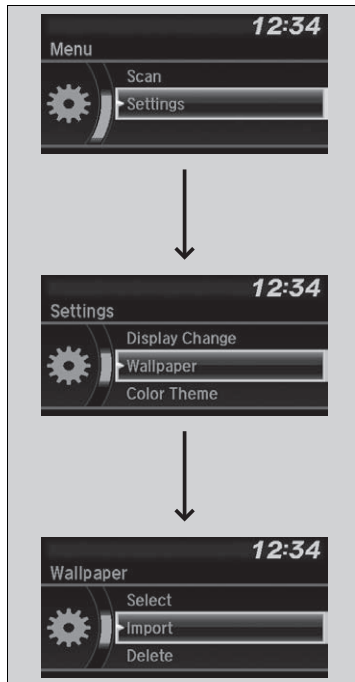 12:34
Menu
Scan
Settings
12:34
Settings
Display Change
Wallpaper
Color Theme
12:34
Wallpaper
Select
Import
Delete